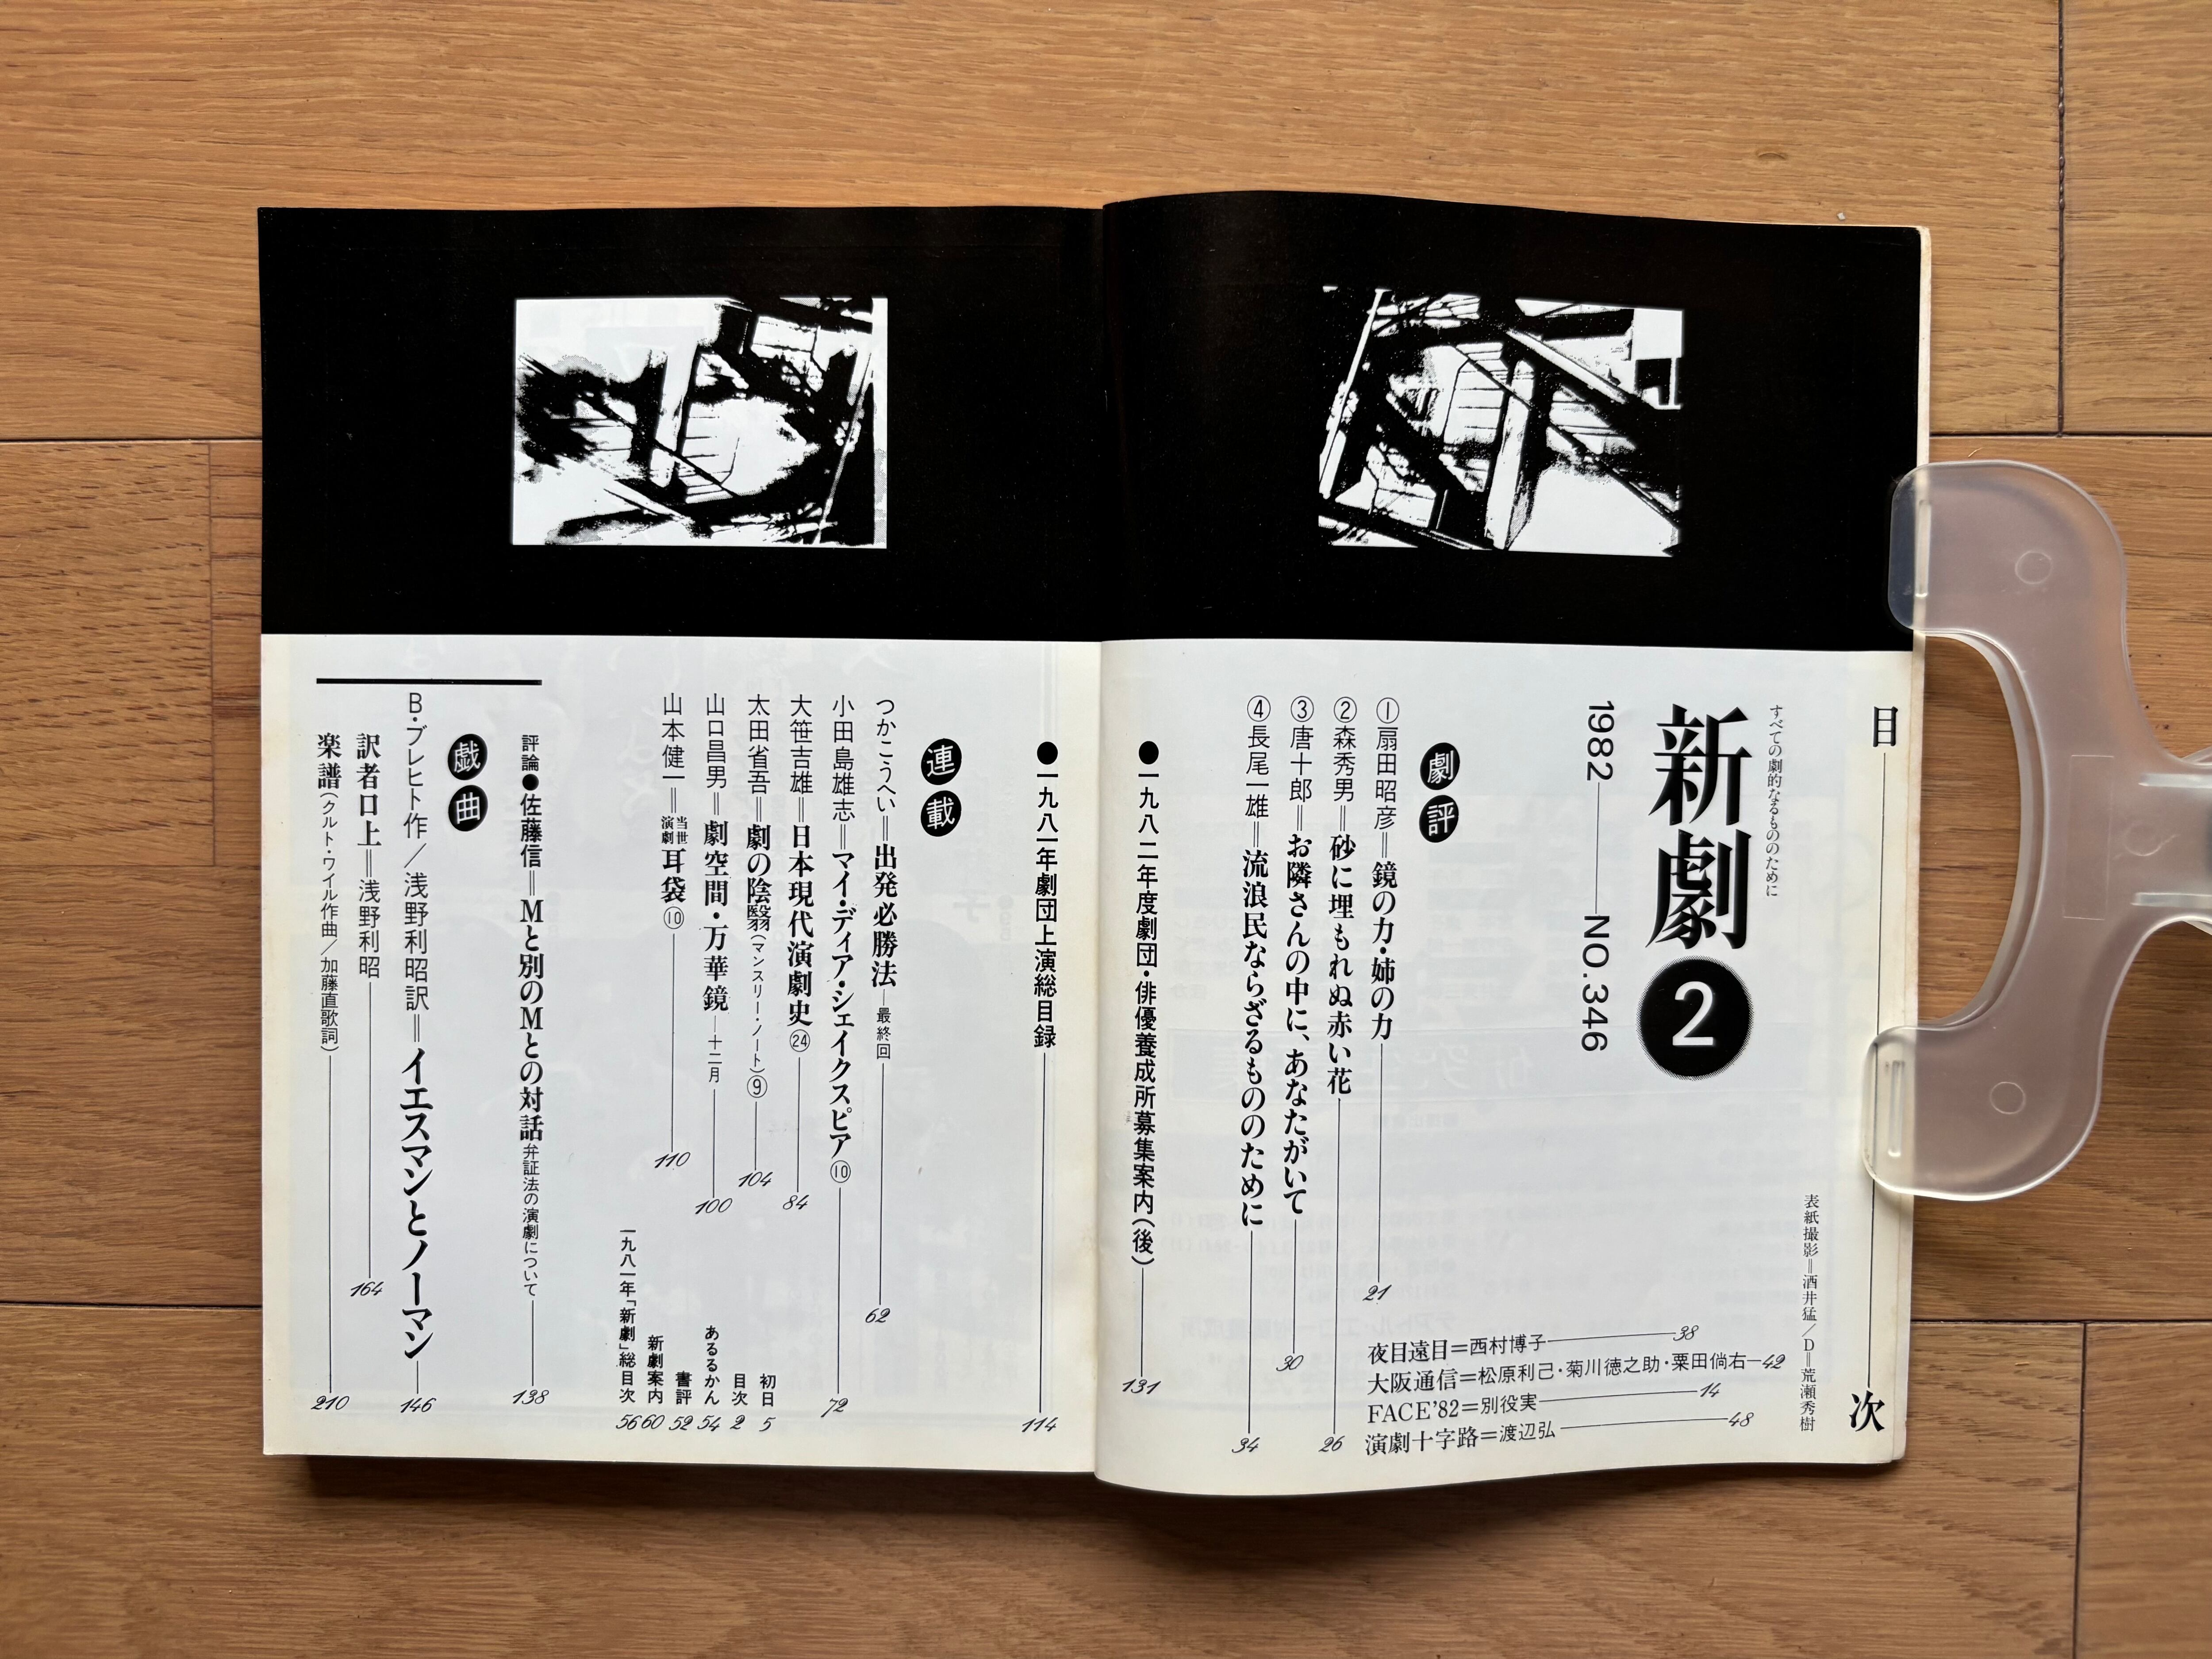 目次
すべての劇的なるもののために
新劇2
1982 NO.346
表紙撮影=酒井猛／D=荒瀬秀樹
劇評
①扇田昭彦=鏡の力・姉の力 21
②森秀男=砂に埋もれぬ赤い花 26
③唐十郎=お隣さんの中に、あなたがいて 30
④長尾一雄=流浪民ならざるもののために 34
夜目遠目=西村博子 38
大阪通信=松原利己・菊川徳之助・粟田倘右 42
FACE'82=別役実 14
演劇十字路=渡辺弘 48
●一九八二年度劇団・俳優養成所募集案内（後） 131
●一九八一年劇団上演総目録 114
連載
つかこうへい=出発必勝法―最終回 62
小田島雄志=マイ・ディア・シェイクスピア⑩ 72
大笹吉雄=日本現代演劇史㉔ 84
太田省吾=劇の陰翳（マンスリー・ノート）⑨ 104
山口昌男=劇空間・万華鏡―十二月 100
山本健一=当世演劇耳袋⑩ 110
初日 5
目次 2
あるるかん 54
書評 52
新劇案内 60
一九八一年「新劇」総目次 56
評論●佐藤信=Mと別のMとの対話 弁証法の演劇について 138
戯曲
B・ブレヒト作／浅野利昭訳=イエスマンとノーマン 146
訳者口上=浅野利昭 164
楽譜（クルト・ワイル作曲／加藤直歌詞） 210